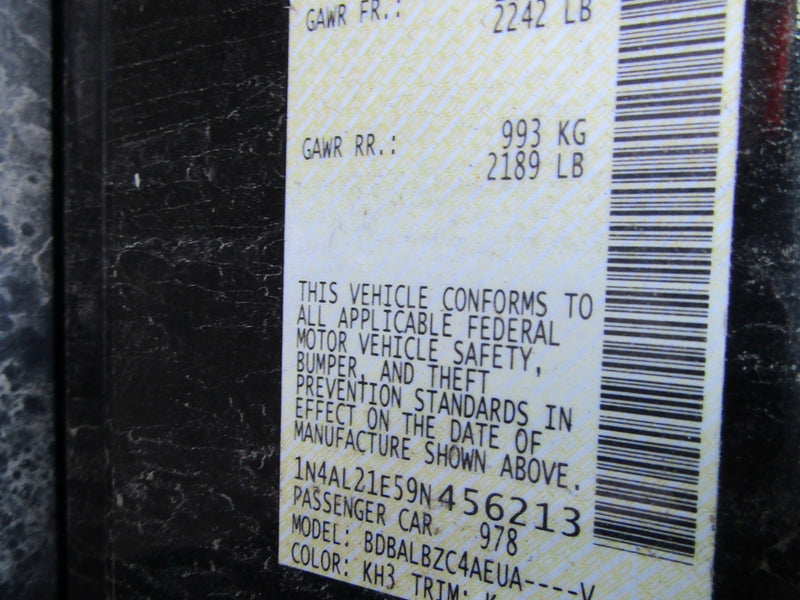 GAWR FR.: 2242 LB
993 KG
GAWR RR.: 2189 LB
THIS VEHICLE CONFORMS TO
ALL APPLICABLE FEDERAL
MOTOR VEHICLE SAFETY,
BUMPER, AND THEFT
PREVENTION STANDARDS IN
EFFECT ON THE DATE OF
MANUFACTURE SHOWN ABOVE.
1N4AL21E59N456213
PASSENGER CAR. 978
MODEL: BDBALBZC4AEUA----V
COLOR: KH3 TRIM: